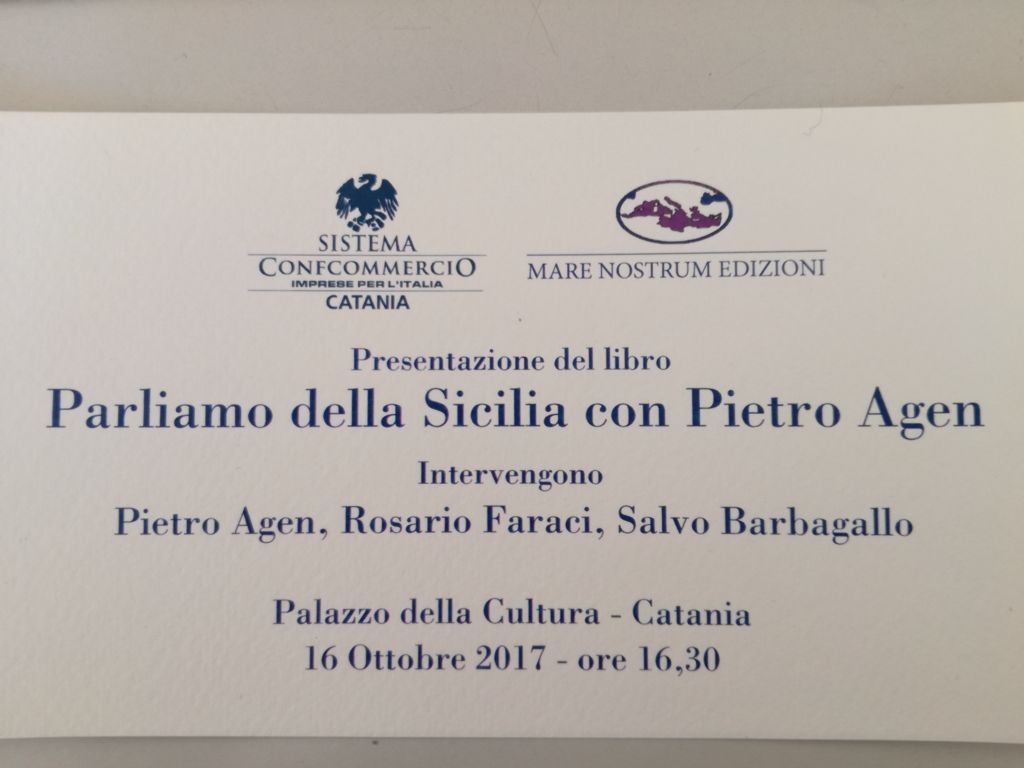 SISTEMA
CONFCOMMERCIO
IMPRESE PER L'ITALIA
CATANIA
MARE NOSTRUM EDIZIONI
Presentazione del libro
Parliamo della Sicilia con Pietro Agen
Intervengono
Pietro Agen, Rosario Faraci, Salvo Barbagallo
Palazzo della Cultura - Catania
16 Ottobre 2017 - ore 16,30